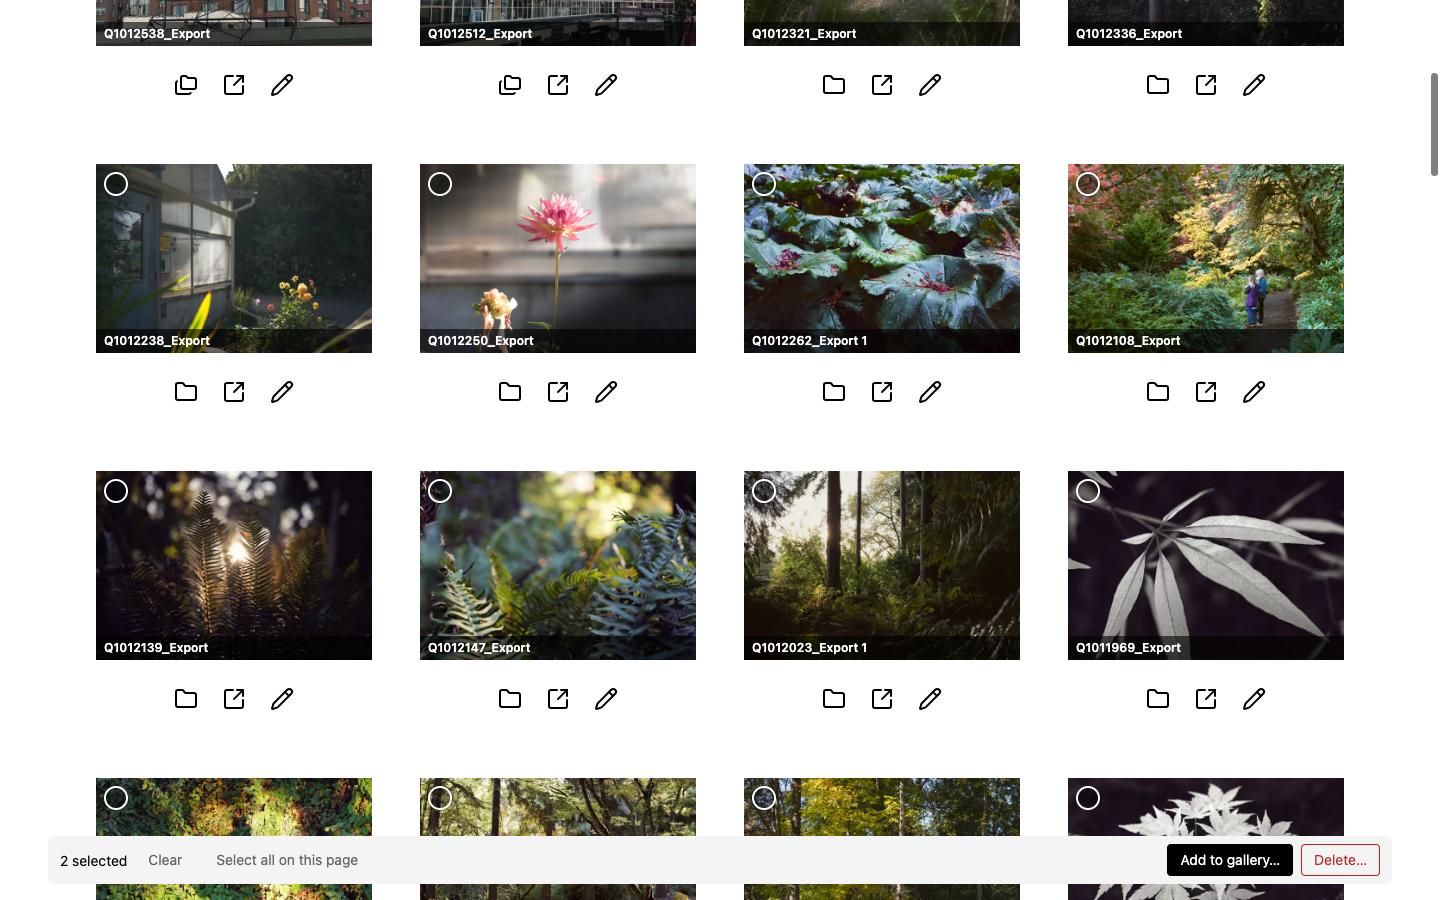 Q1012538_Export
Q1012512_Export
Q1012321_Export
Q1012336_Export
Q1012238_Export
Q1012250_Export
Q1012262_Export 1
Q1012108_Export
Q1012139_Export
Q1012147_Export
Q1012023_Export 1
Q1011969_Export
2 selected Clear Select all on this page Add to gallery... Delete...